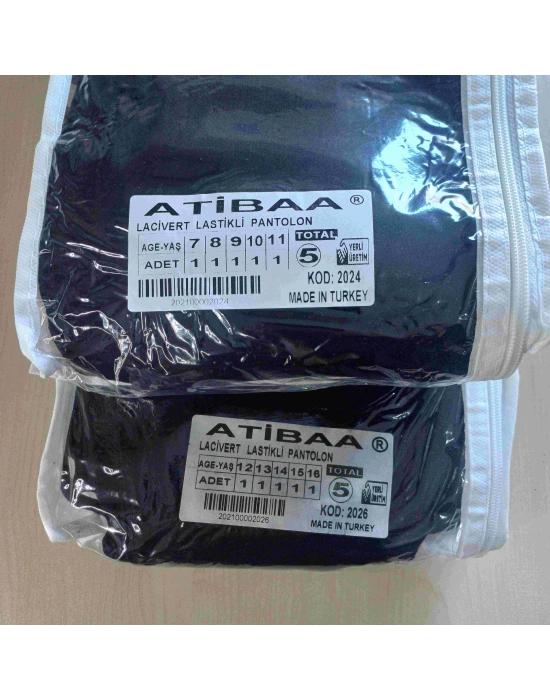 ATİBAA ®
LACİVERT LASTİKLİ PANTOLON
AGE-YAŞ 7 8 9 10 11 TOTAL
ADET 1 1 1 1 1 5 YERLİ ÜRETİM
KOD: 2024
202100002024 MADE IN TURKEY
ATİBAA ®
LACİVERT LASTİKLİ PANTOLON
AGE-YAŞ 12 13 14 15 16 TOTAL
ADET 1 1 1 1 1 5 YERLİ ÜRETİM
KOD: 2026
202100002026 MADE IN TURKEY